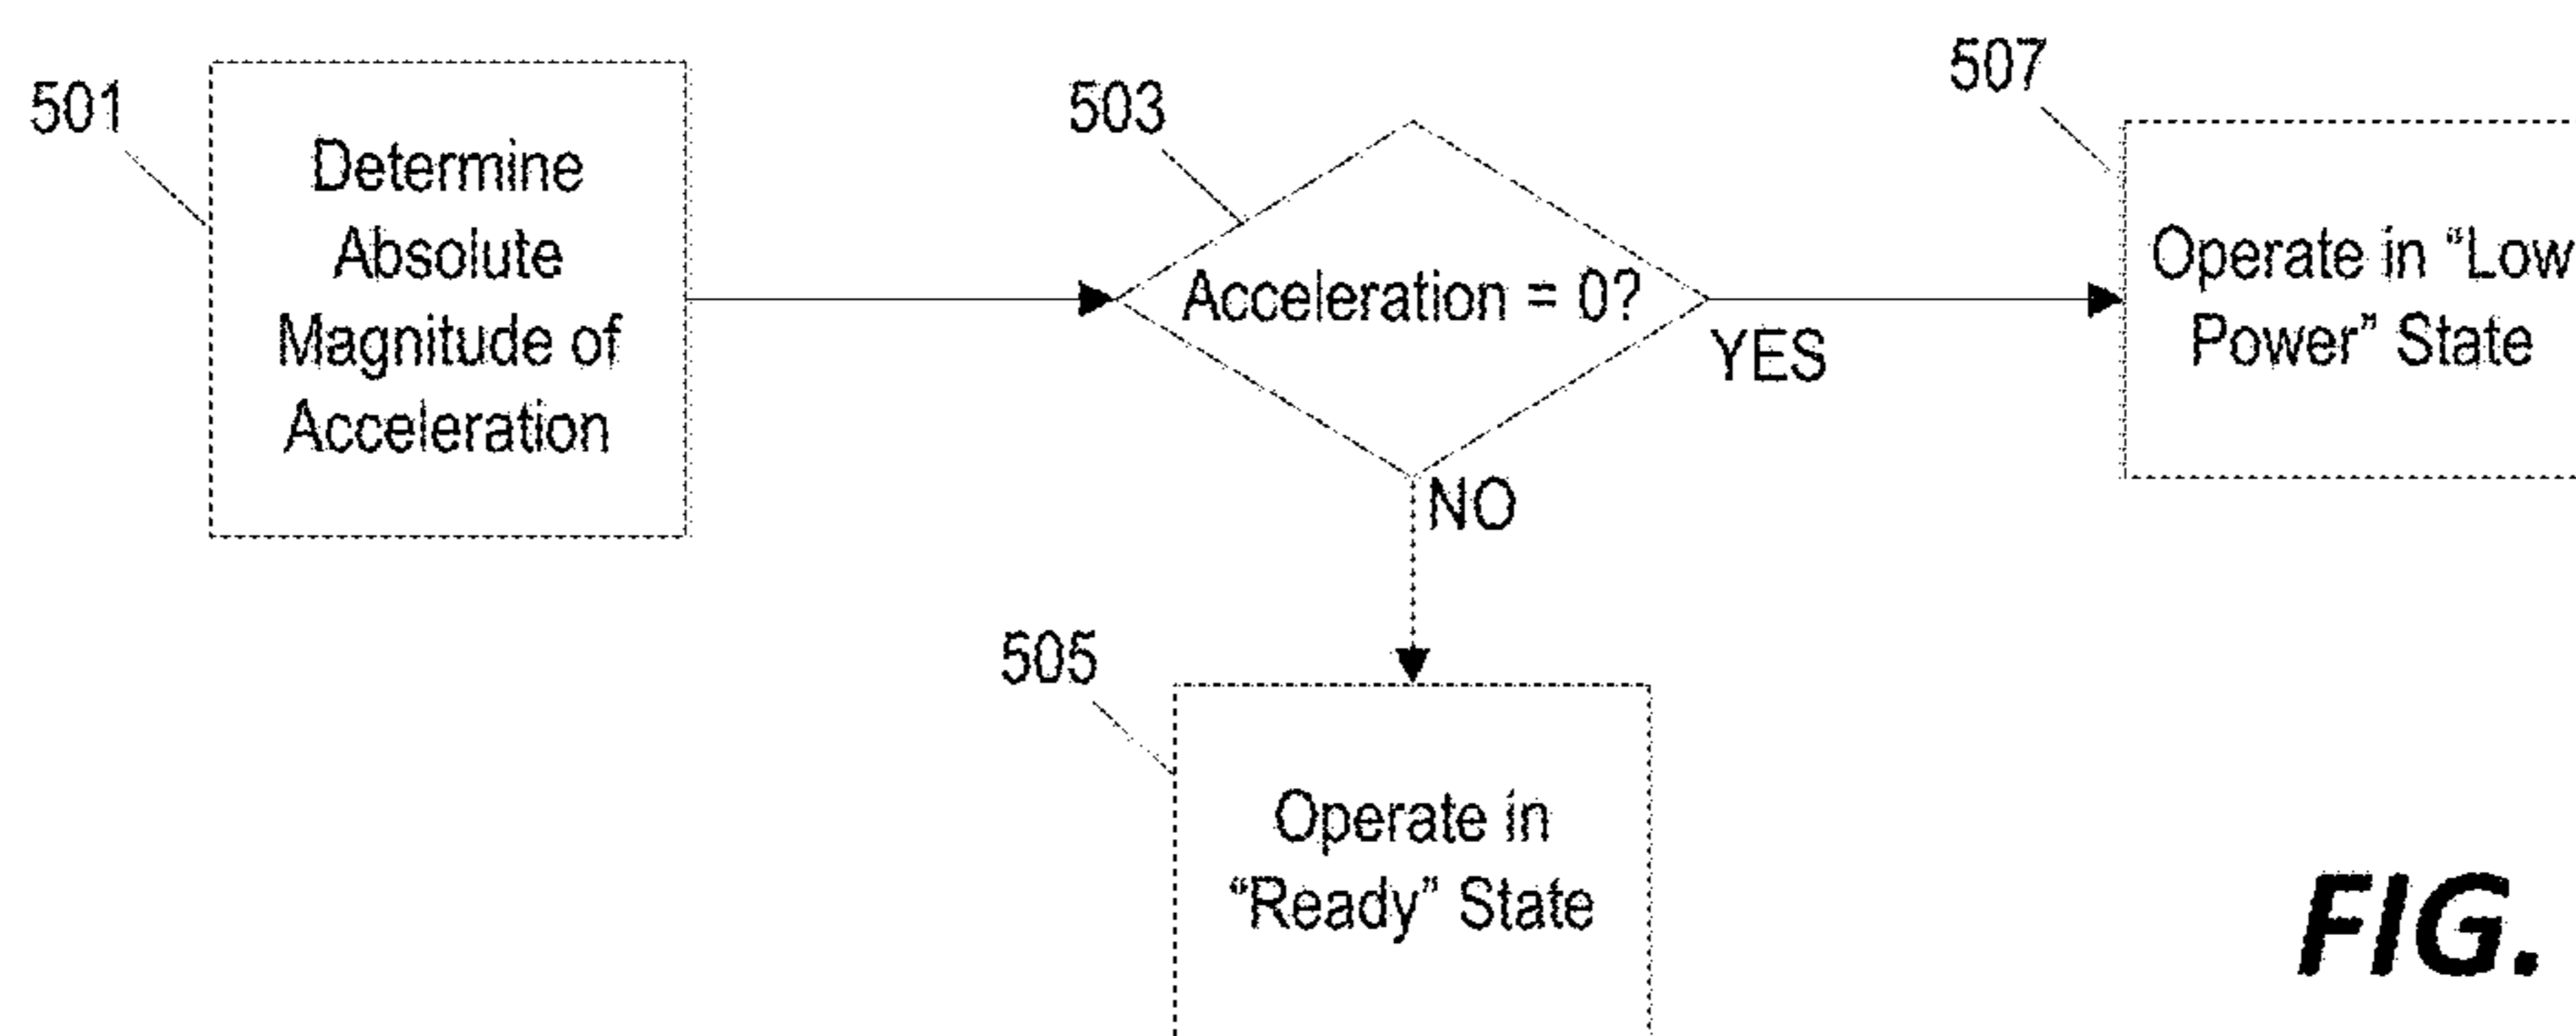 501
Determine
Absolute
Magnitude of
Acceleration
503
Acceleration = 0?
YES
NO
507
Operate in “Low
Power” State
505
Operate in
“Ready” State
FIG.